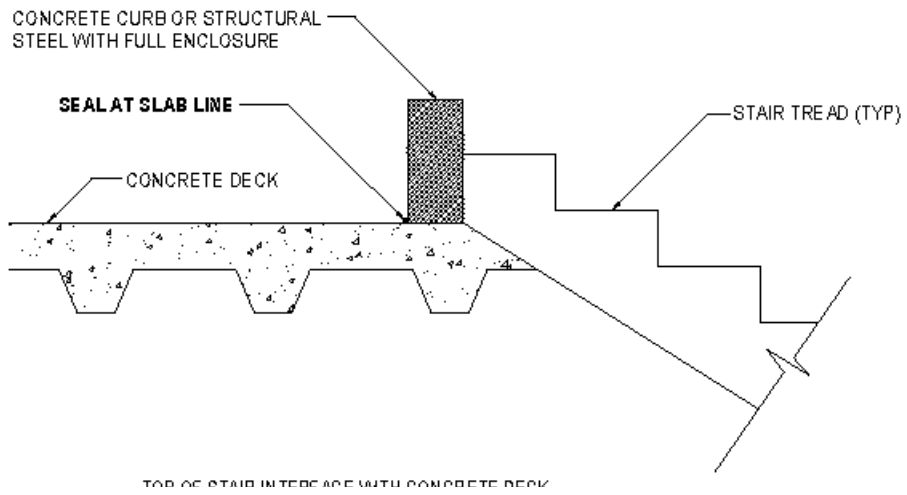 CONCRETE CURB OR STRUCTURAL
STEEL WITH FULL ENCLOSURE
SEAL AT SLAB LINE
STAIR TREAD (TYP)
CONCRETE DECK
TOP OF STAIR INTERFACE WITH CONCRETE DECK